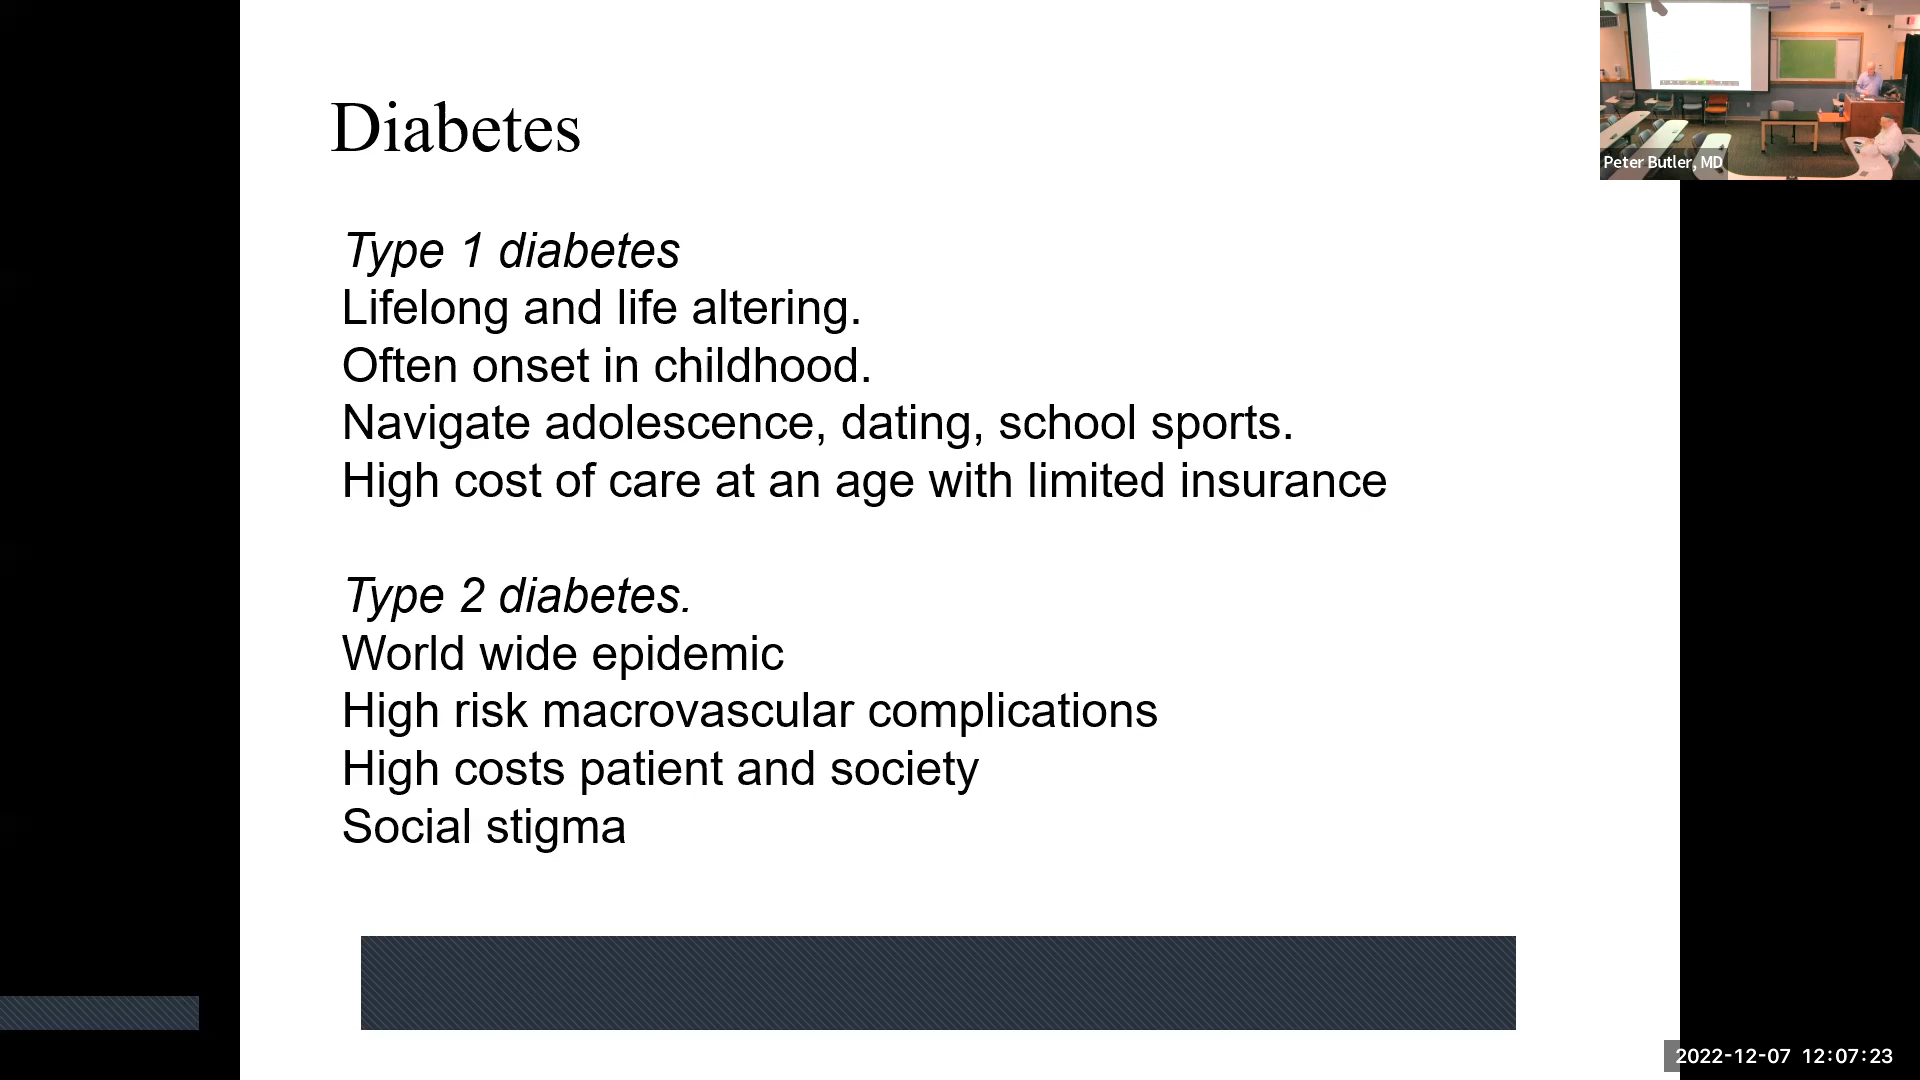 Diabetes
Type 1 diabetes
Lifelong and life altering.
Often onset in childhood.
Navigate adolescence, dating, school sports.
High cost of care at an age with limited insurance
Type 2 diabetes.
World wide epidemic
High risk macrovascular complications
High costs patient and society
Social stigma
Peter Butler, MD
2022-12-07 12:07:23